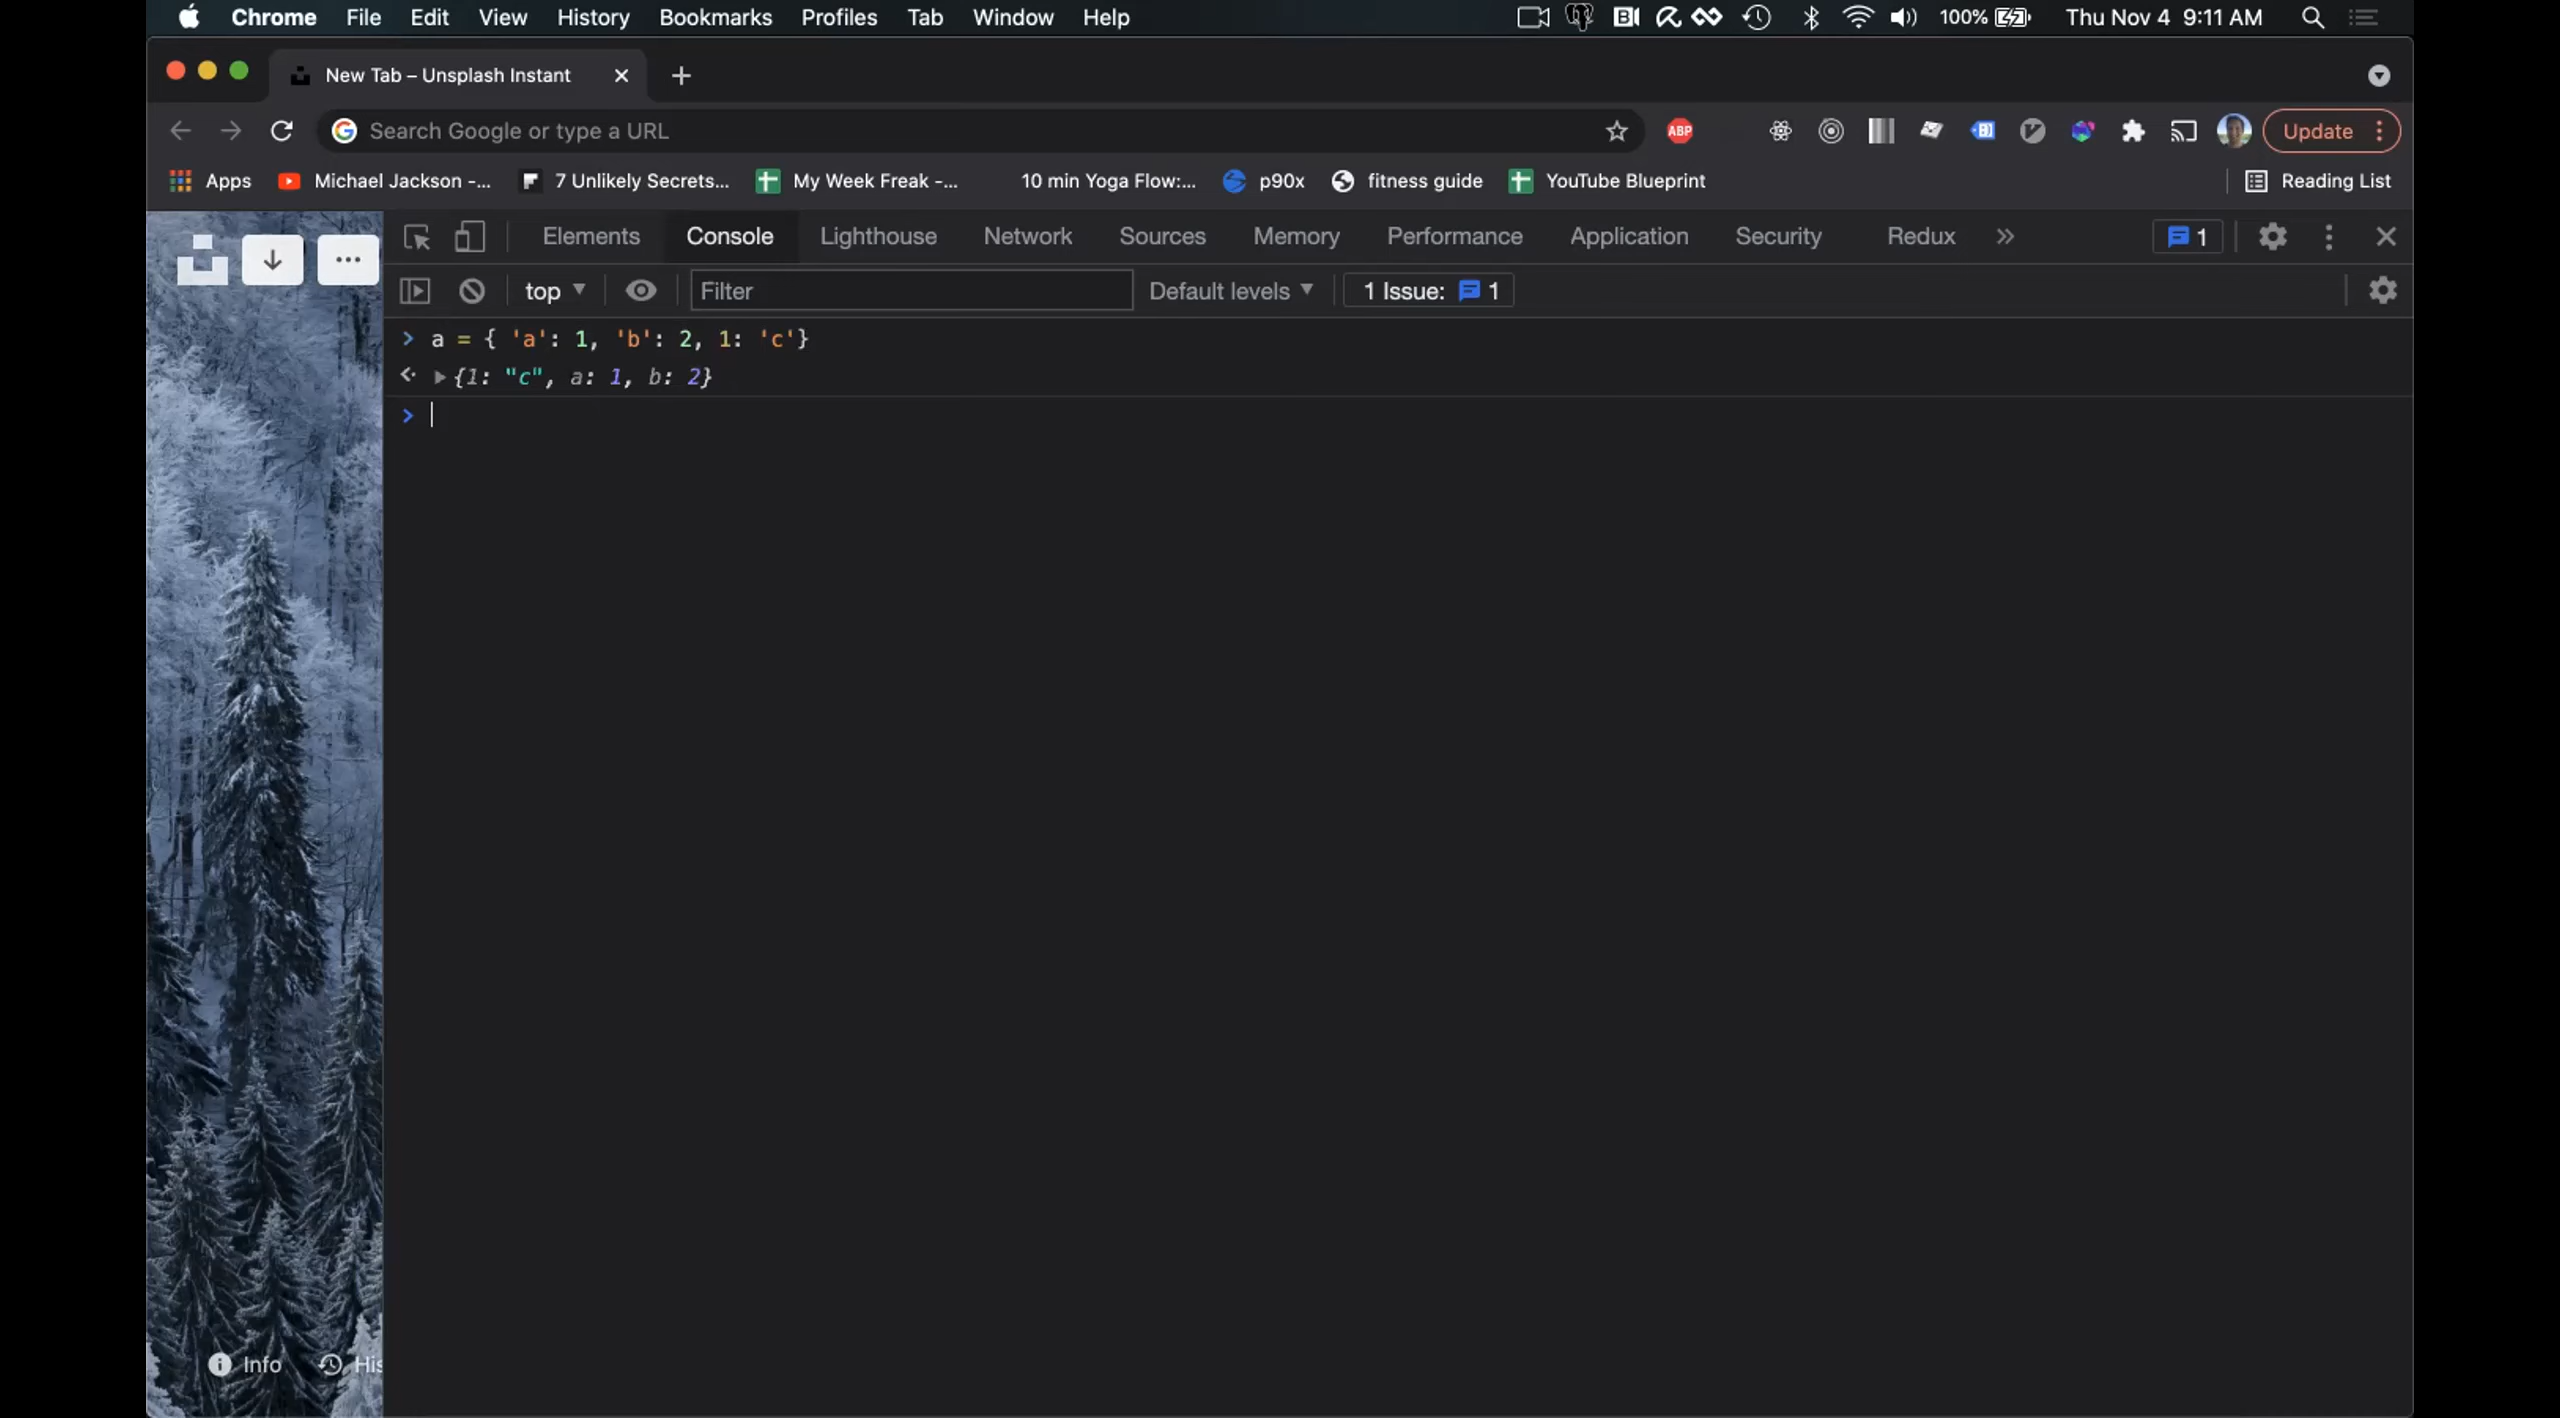 Chrome File Edit View History Bookmarks Profiles Tab Window Help 100% Thu Nov 4 9:11 AM
New Tab – Unsplash Instant
Search Google or type a URL ABP Update
Apps Michael Jackson -... 7 Unlikely Secrets... My Week Freak -... 10 min Yoga Flow:... p90x fitness guide YouTube Blueprint Reading List
Elements Console Lighthouse Network Sources Memory Performance Application Security Redux 1
top Filter Default levels 1 Issue: 1
> a = { 'a': 1, 'b': 2, 1: 'c'}
{1: "c", a: 1, b: 2}
>
Info His